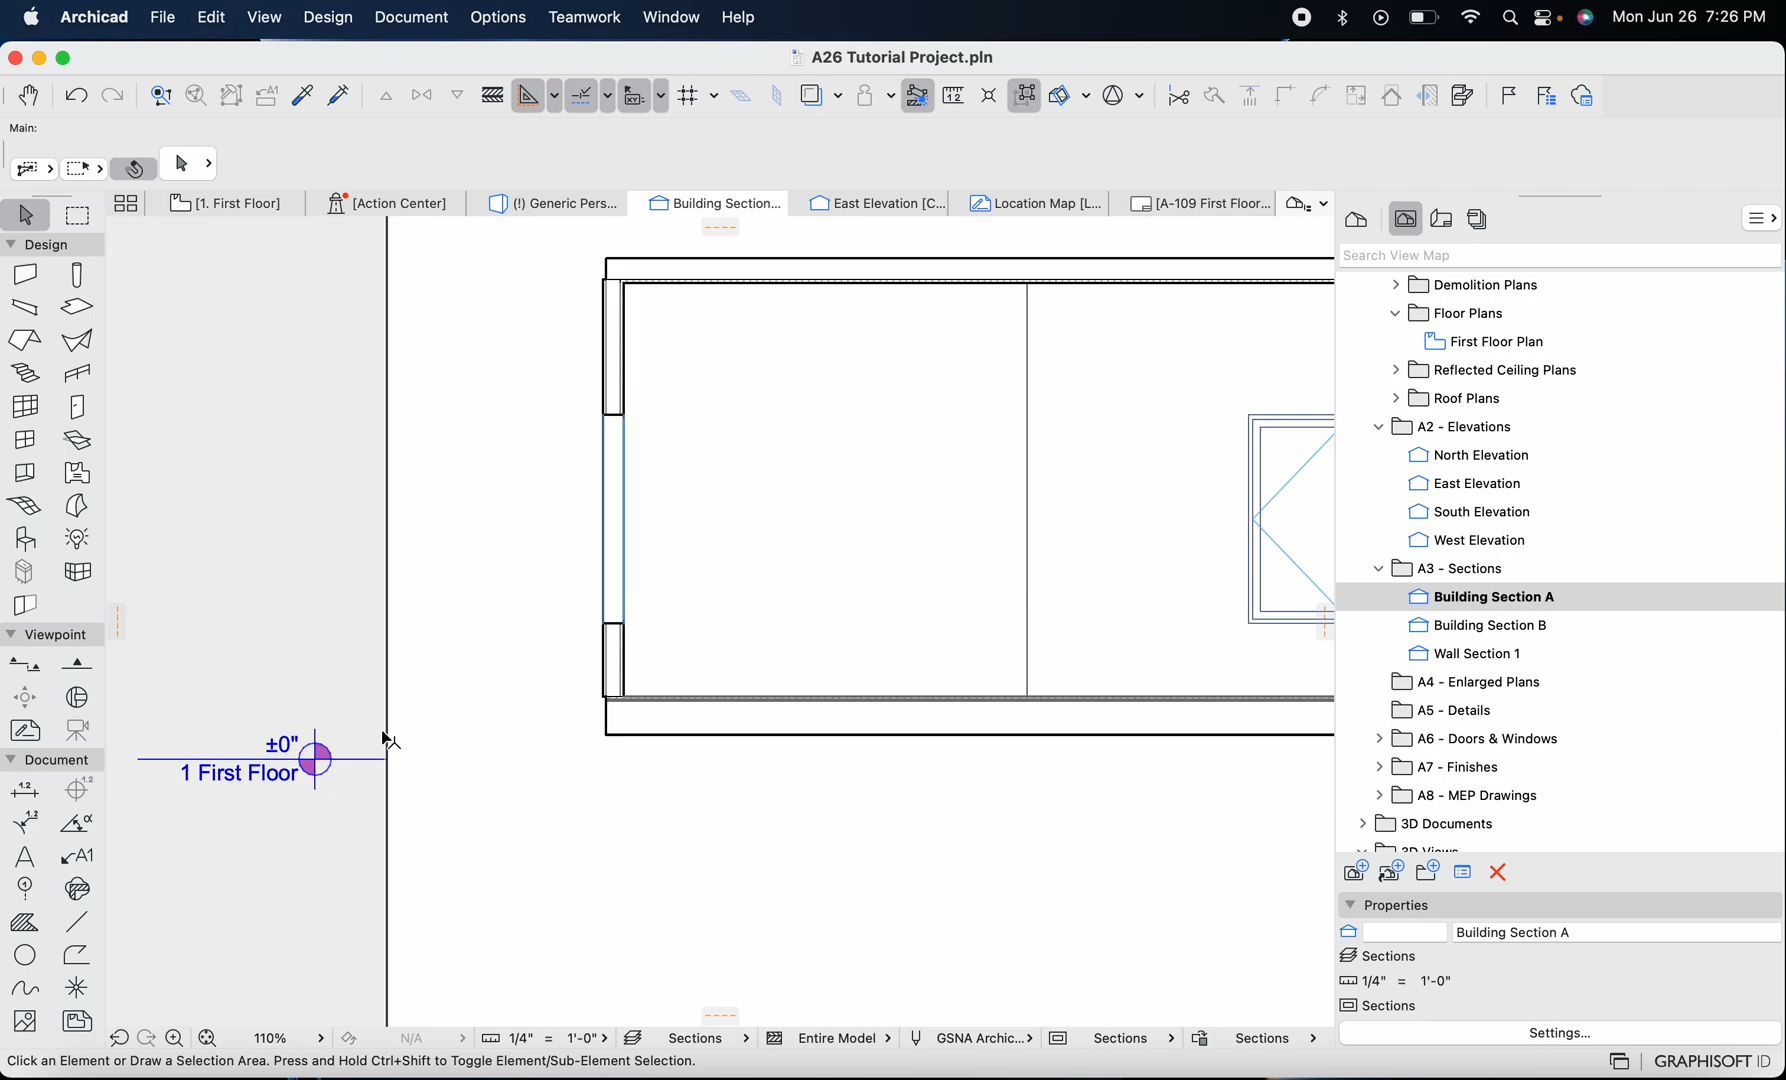 Archicad File Edit View Design Document Options Teamwork Window Help Mon Jun 26 7:26 PM
A26 Tutorial Project.pln
Main:
[1. First Floor] [Action Center] (!) Generic Pers... Building Section... East Elevation [C... Location Map [L... [A-109 First Floor...
Design
Viewpoint
Document
±0"
1 First Floor
Search View Map
Demolition Plans
Floor Plans
First Floor Plan
Reflected Ceiling Plans
Roof Plans
A2 - Elevations
North Elevation
East Elevation
South Elevation
West Elevation
A3 - Sections
Building Section A
Building Section B
Wall Section 1
A4 - Enlarged Plans
A5 - Details
A6 - Doors & Windows
A7 - Finishes
A8 - MEP Drawings
3D Documents
3D Views
Properties
Building Section A
Sections
1/4" = 1'-0"
Sections
Settings...
110% N/A 1/4" = 1'-0" Sections Entire Model GSNA Archic... Sections Sections
Click an Element or Draw a Selection Area. Press and Hold Ctrl+Shift to Toggle Element/Sub-Element Selection.
GRAPHISOFT ID